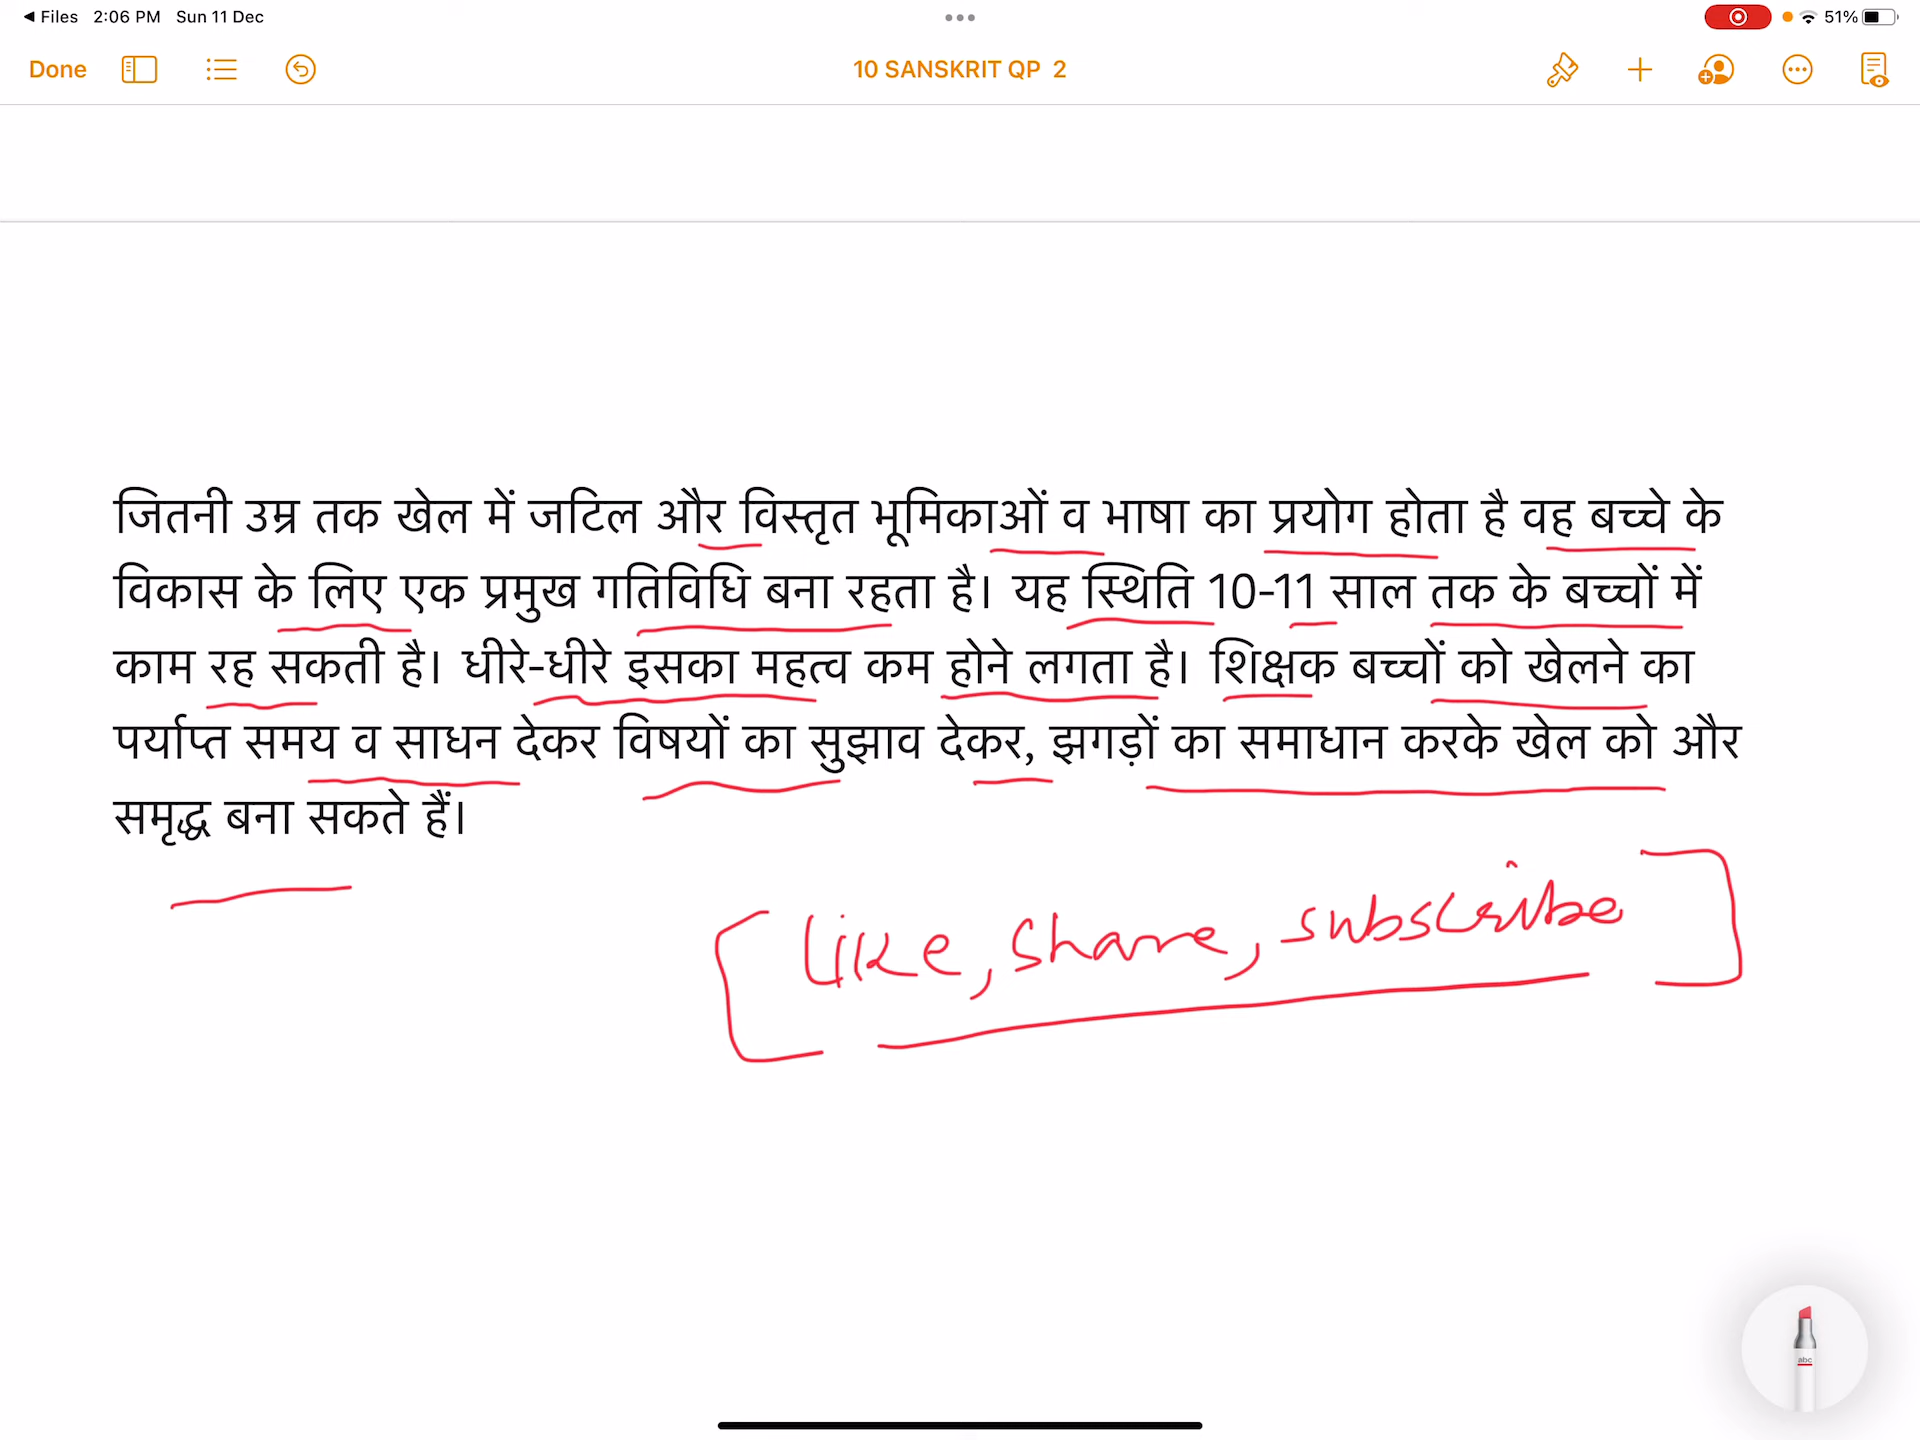 Files 2:06 PM Sun 11 Dec 51%
Done 10 SANSKRIT QP 2
जितनी उम्र तक खेल में जटिल और विस्तृत भूमिकाओं व भाषा का प्रयोग होता है वह बच्चे के
विकास के लिए एक प्रमुख गतिविधि बना रहता है। यह स्थिति 10-11 साल तक के बच्चों में
काम रह सकती है। धीरे-धीरे इसका महत्व कम होने लगता है। शिक्षक बच्चों को खेलने का
पर्याप्त समय व साधन देकर विषयों का सुझाव देकर, झगड़ों का समाधान करके खेल को और
समृद्ध बना सकते हैं।
like, share, subscribe
abc